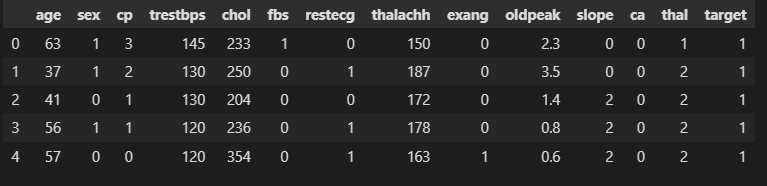 age sex cp trestbps chol fbs restecg thalachh exang oldpeak slope ca thal target
0 63 1 3 145 233 1 0 150 0 2.3 0 0 1 1
1 37 1 2 130 250 0 1 187 0 3.5 0 0 2 1
2 41 0 1 130 204 0 0 172 0 1.4 2 0 2 1
3 56 1 1 120 236 0 1 178 0 0.8 2 0 2 1
4 57 0 0 120 354 0 1 163 1 0.6 2 0 2 1